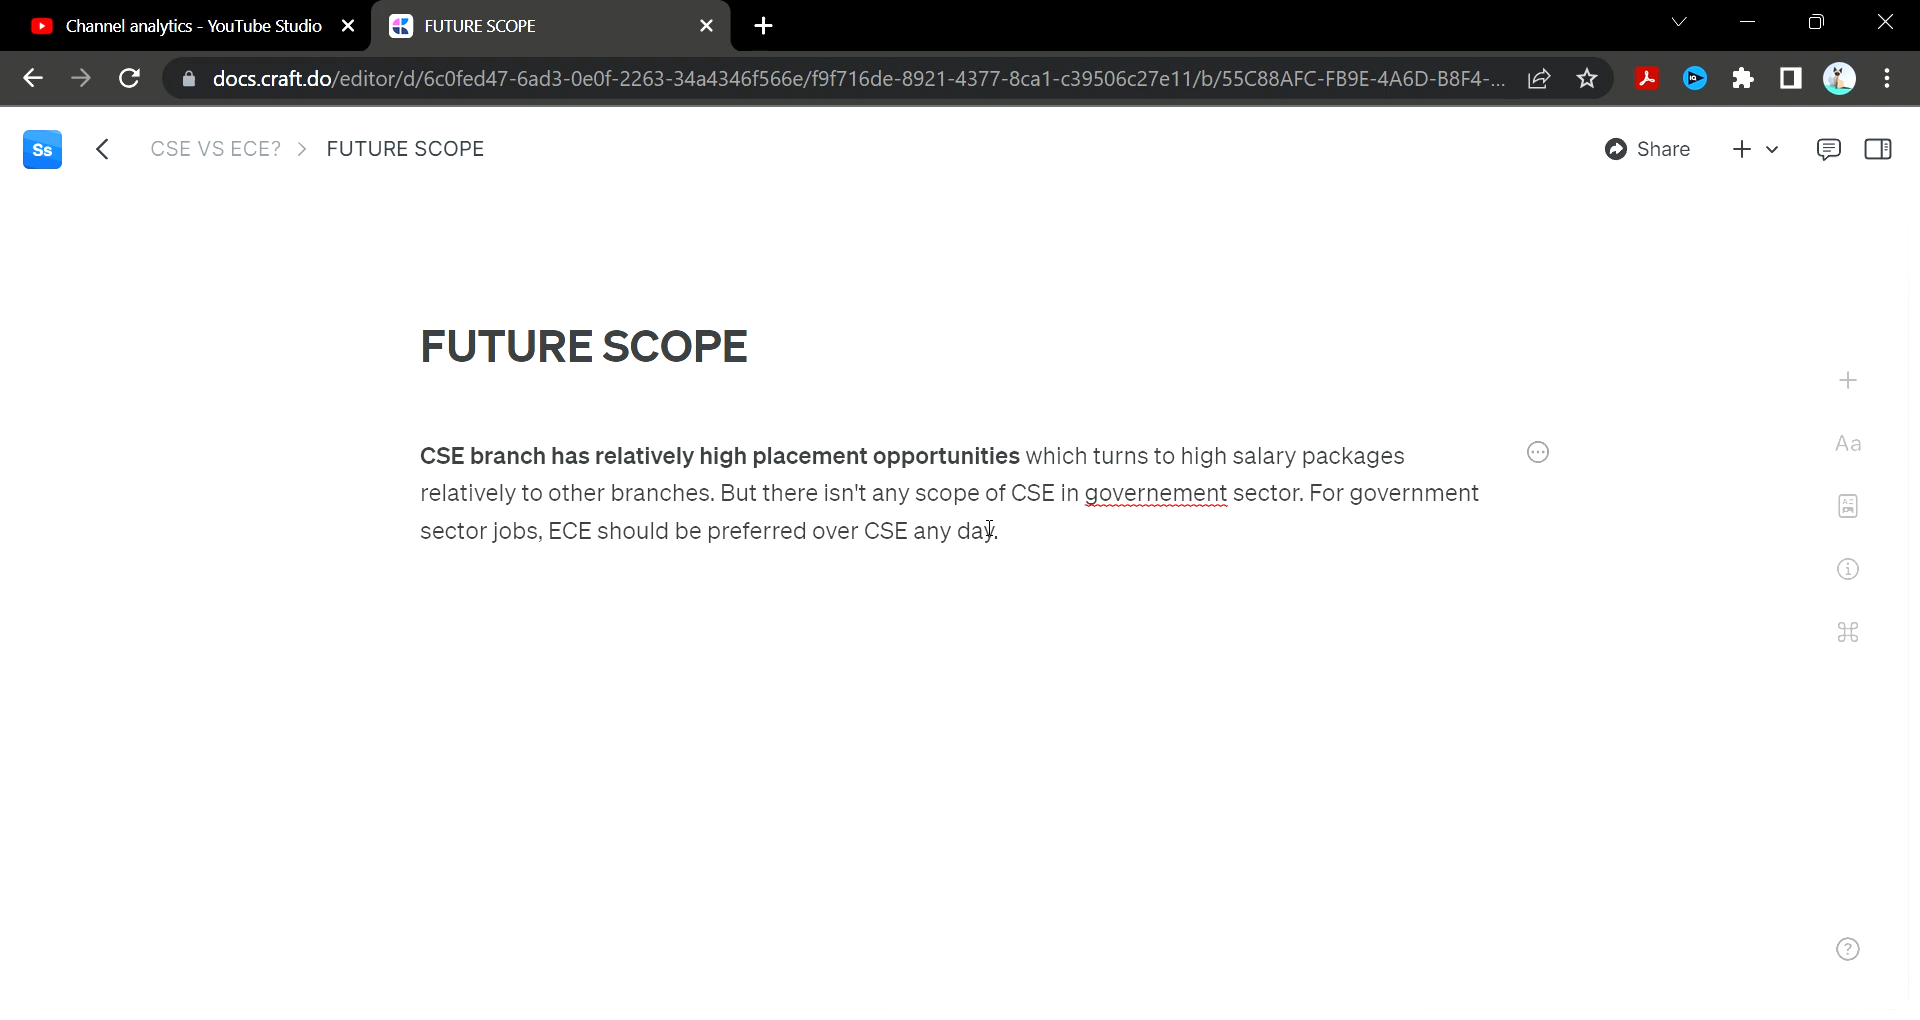 Channel analytics - YouTube Studio
FUTURE SCOPE
docs.craft.do/editor/d/6c0fed47-6ad3-0e0f-2263-34a4346f566e/f9f716de-8921-4377-8ca1-c39506c27e11/b/55C88AFC-FB9E-4A6D-B8F4-...
Ss
CSE VS ECE? > FUTURE SCOPE
Share
FUTURE SCOPE
CSE branch has relatively high placement opportunities which turns to high salary packages
relatively to other branches. But there isn't any scope of CSE in governement sector. For government
sector jobs, ECE should be preferred over CSE any day.
Aa